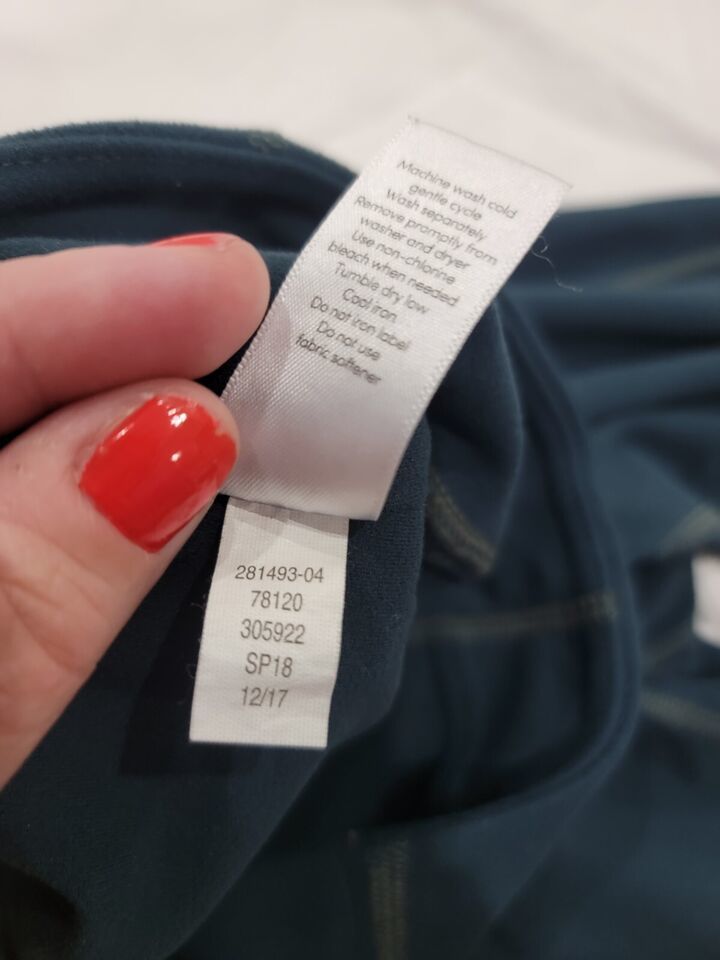 Machine wash cold
gentle cycle
Wash separately
Remove promptly from
washer and dryer
Use non-chlorine
bleach when needed
Tumble dry low
Cool iron
Do not iron label
Do not use
fabric softener
281493-04
78120
305922
SP18
12/17